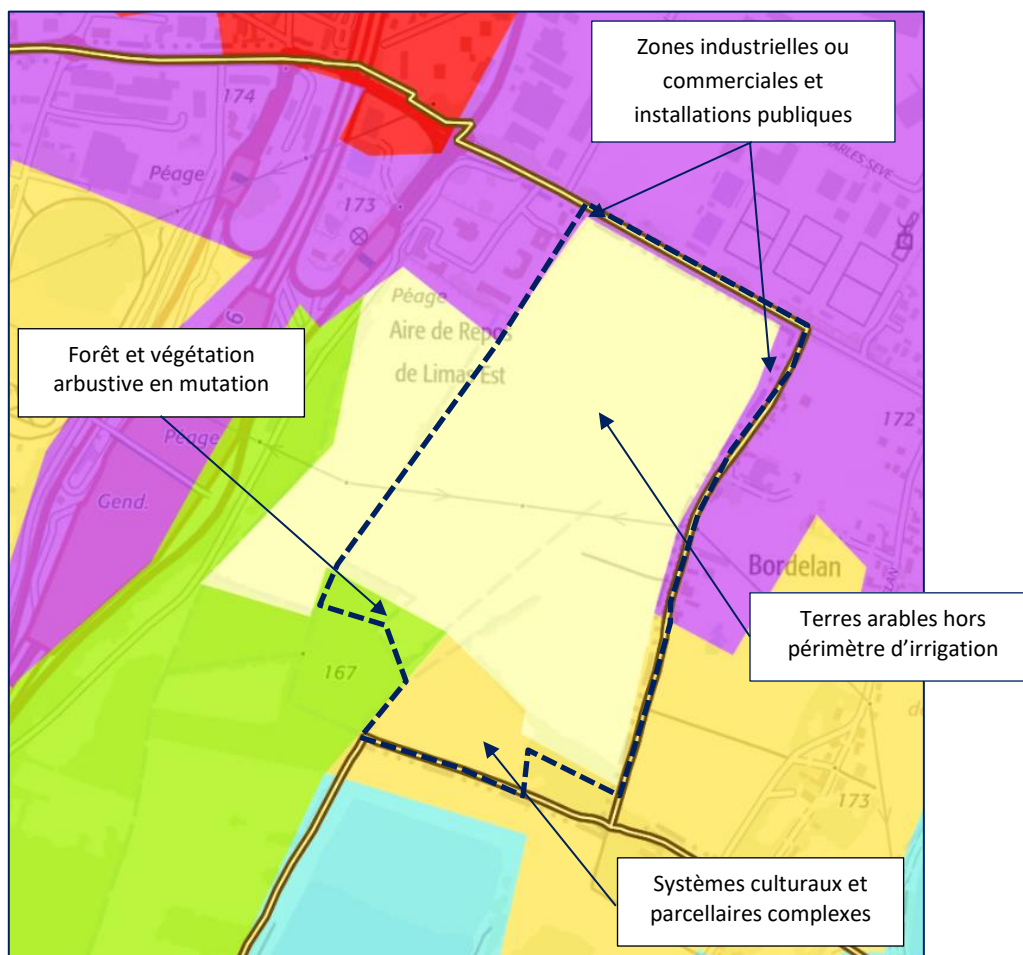 Zones industrielles ou
commerciales et
installations publiques
174
Péage
173
Péage
Aire de Repos
de Limas Est
Forêt et végétation
arbustive en mutation
172
Péage
6
Gend.
Bordelan
Terres arables hors
périmètre d’irrigation
167
173
Systèmes culturaux et
parcellaires complexes